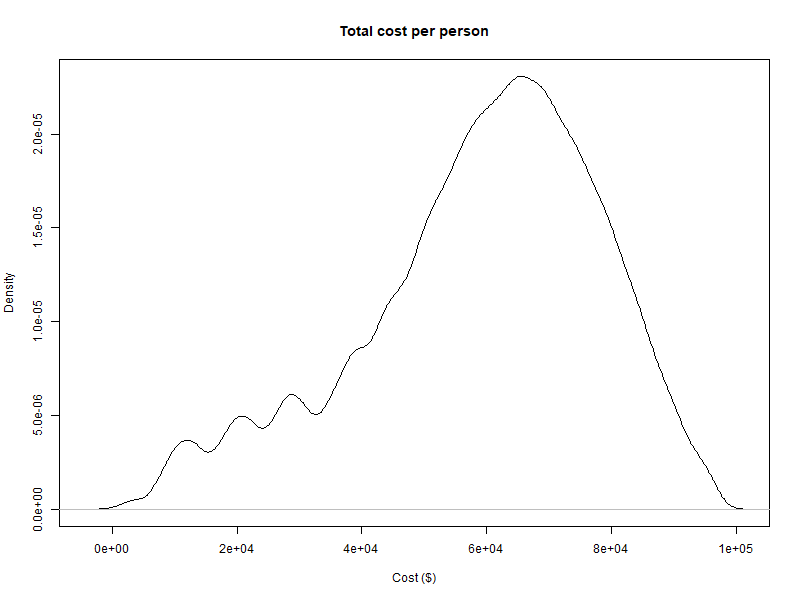 Total cost per person
Density
2.0e-05
1.5e-05
1.0e-05
5.0e-06
0.0e+00
0e+00 2e+04 4e+04 6e+04 8e+04 1e+05
Cost ($)